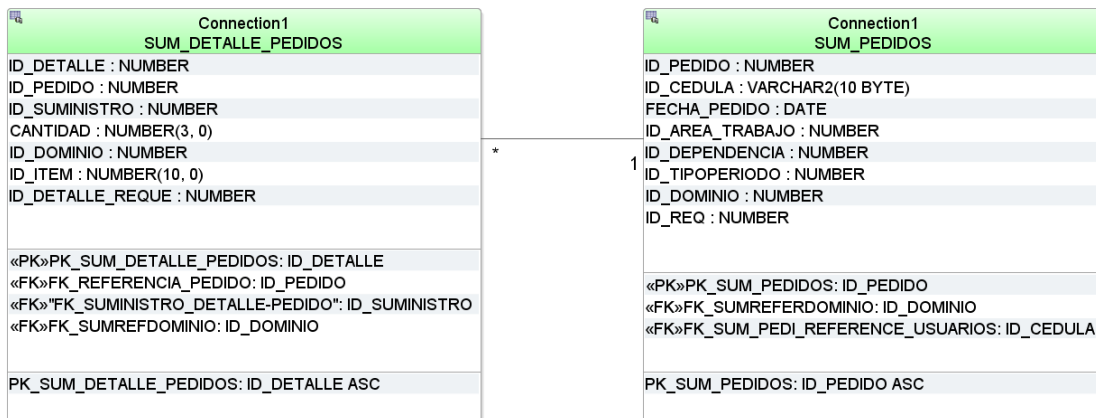 Connection1
SUM_DETALLE_PEDIDOS
ID_DETALLE : NUMBER
ID_PEDIDO : NUMBER
ID_SUMINISTRO : NUMBER
CANTIDAD : NUMBER(3, 0)
ID_DOMINIO : NUMBER
ID_ITEM : NUMBER(10, 0)
ID_DETALLE_REQUE : NUMBER
«PK»PK_SUM_DETALLE_PEDIDOS: ID_DETALLE
«FK»FK_REFERENCIA_PEDIDO: ID_PEDIDO
«FK»"FK_SUMINISTRO_DETALLE-PEDIDO": ID_SUMINISTRO
«FK»FK_SUMREFDOMINIO: ID_DOMINIO
PK_SUM_DETALLE_PEDIDOS: ID_DETALLE ASC
*
1
Connection1
SUM_PEDIDOS
ID_PEDIDO : NUMBER
ID_CEDULA : VARCHAR2(10 BYTE)
FECHA_PEDIDO : DATE
ID_AREA_TRABAJO : NUMBER
ID_DEPENDENCIA : NUMBER
ID_TIPOPERIODO : NUMBER
ID_DOMINIO : NUMBER
ID_REQ : NUMBER
«PK»PK_SUM_PEDIDOS: ID_PEDIDO
«FK»FK_SUMREFERDOMINIO: ID_DOMINIO
«FK»FK_SUM_PEDI_REFERENCE_USUARIOS: ID_CEDULA
PK_SUM_PEDIDOS: ID_PEDIDO ASC